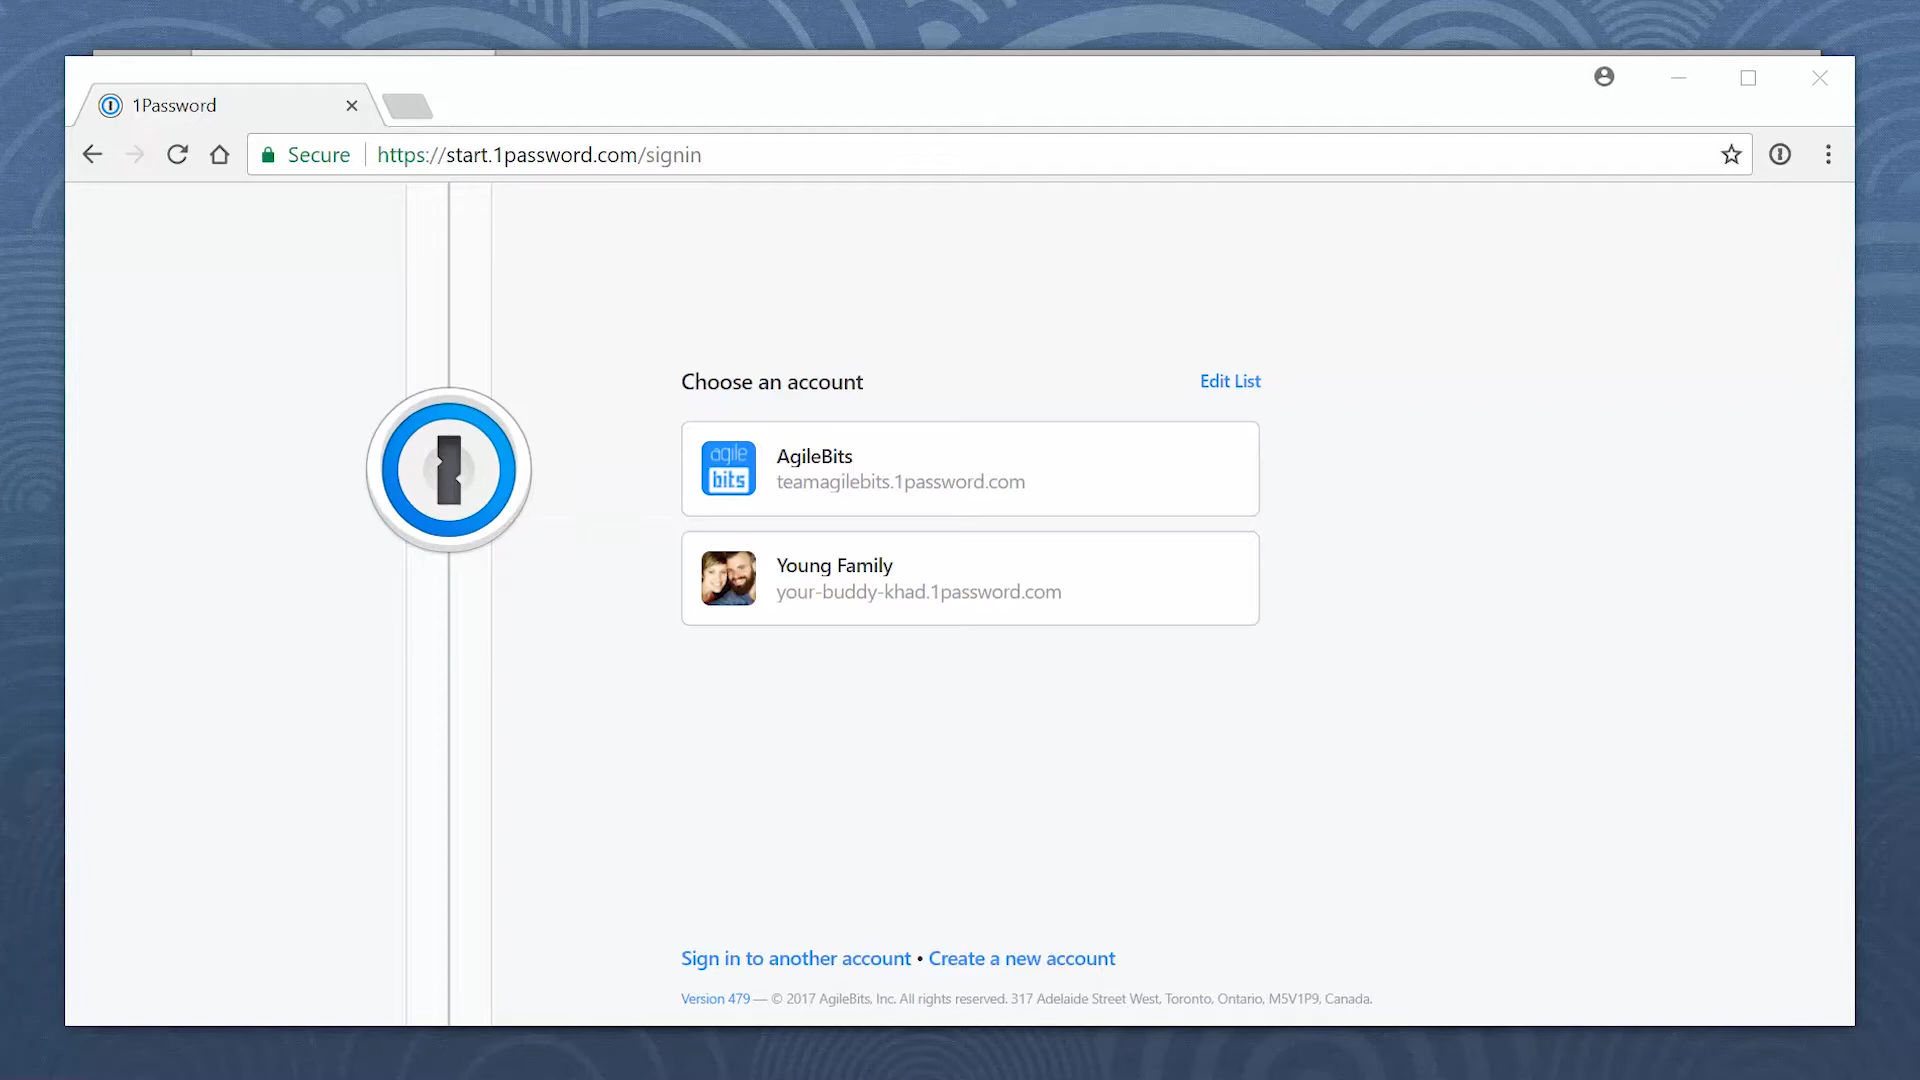 1Password
Secure
https://start.1password.com/signin
Choose an account
Edit List
agile
bits
AgileBits
teamagilebits.1password.com
Young Family
your-buddy-khad.1password.com
Sign in to another account • Create a new account
Version 479 — © 2017 AgileBits, Inc. All rights reserved. 317 Adelaide Street West, Toronto, Ontario, M5V1P9, Canada.